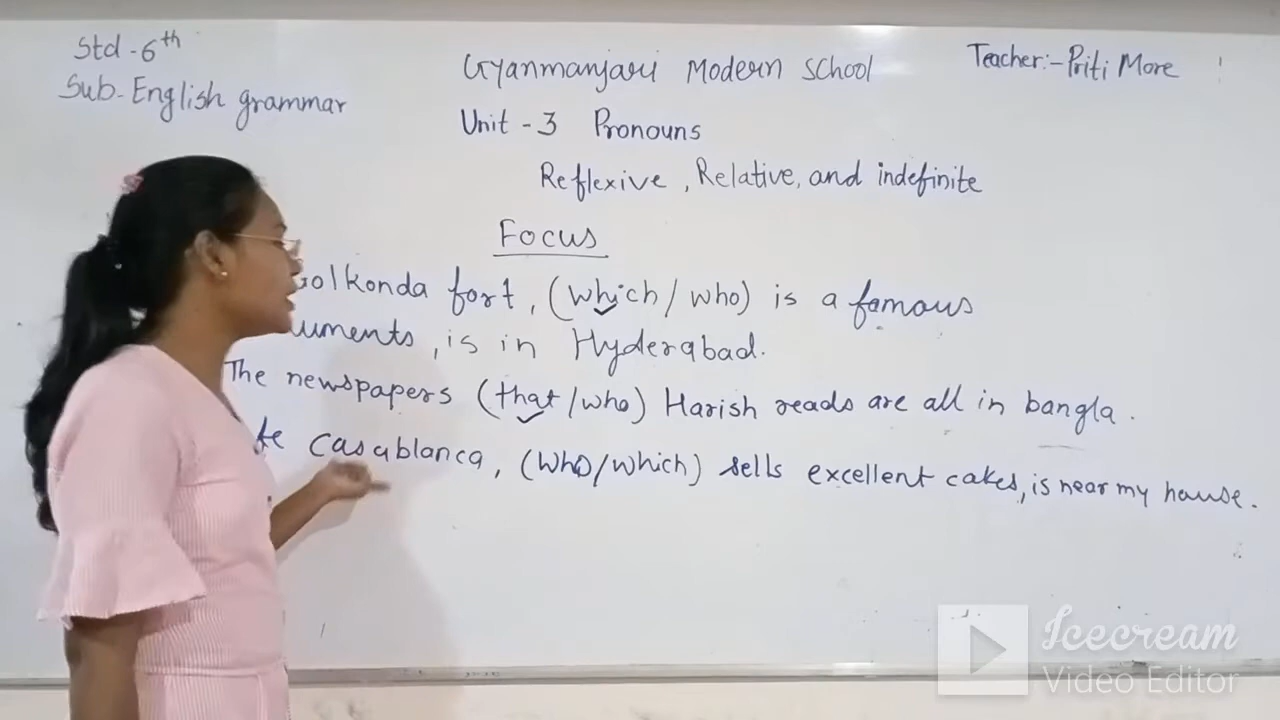 Std - 6th
Sub- English grammar
Gyanmanjari Modern School
Teacher:- Priti More
Unit - 3 Pronouns
Reflexive, Relative, and indefinite
Focus
Golkonda fort, (which/who) is a famous
uments, is in Hyderabad.
The newspapers (that/who) Harish reads are all in bangla.
Casablanca, (who/which) sells excellent cakes, is near my house.
Icecream
Video Editor